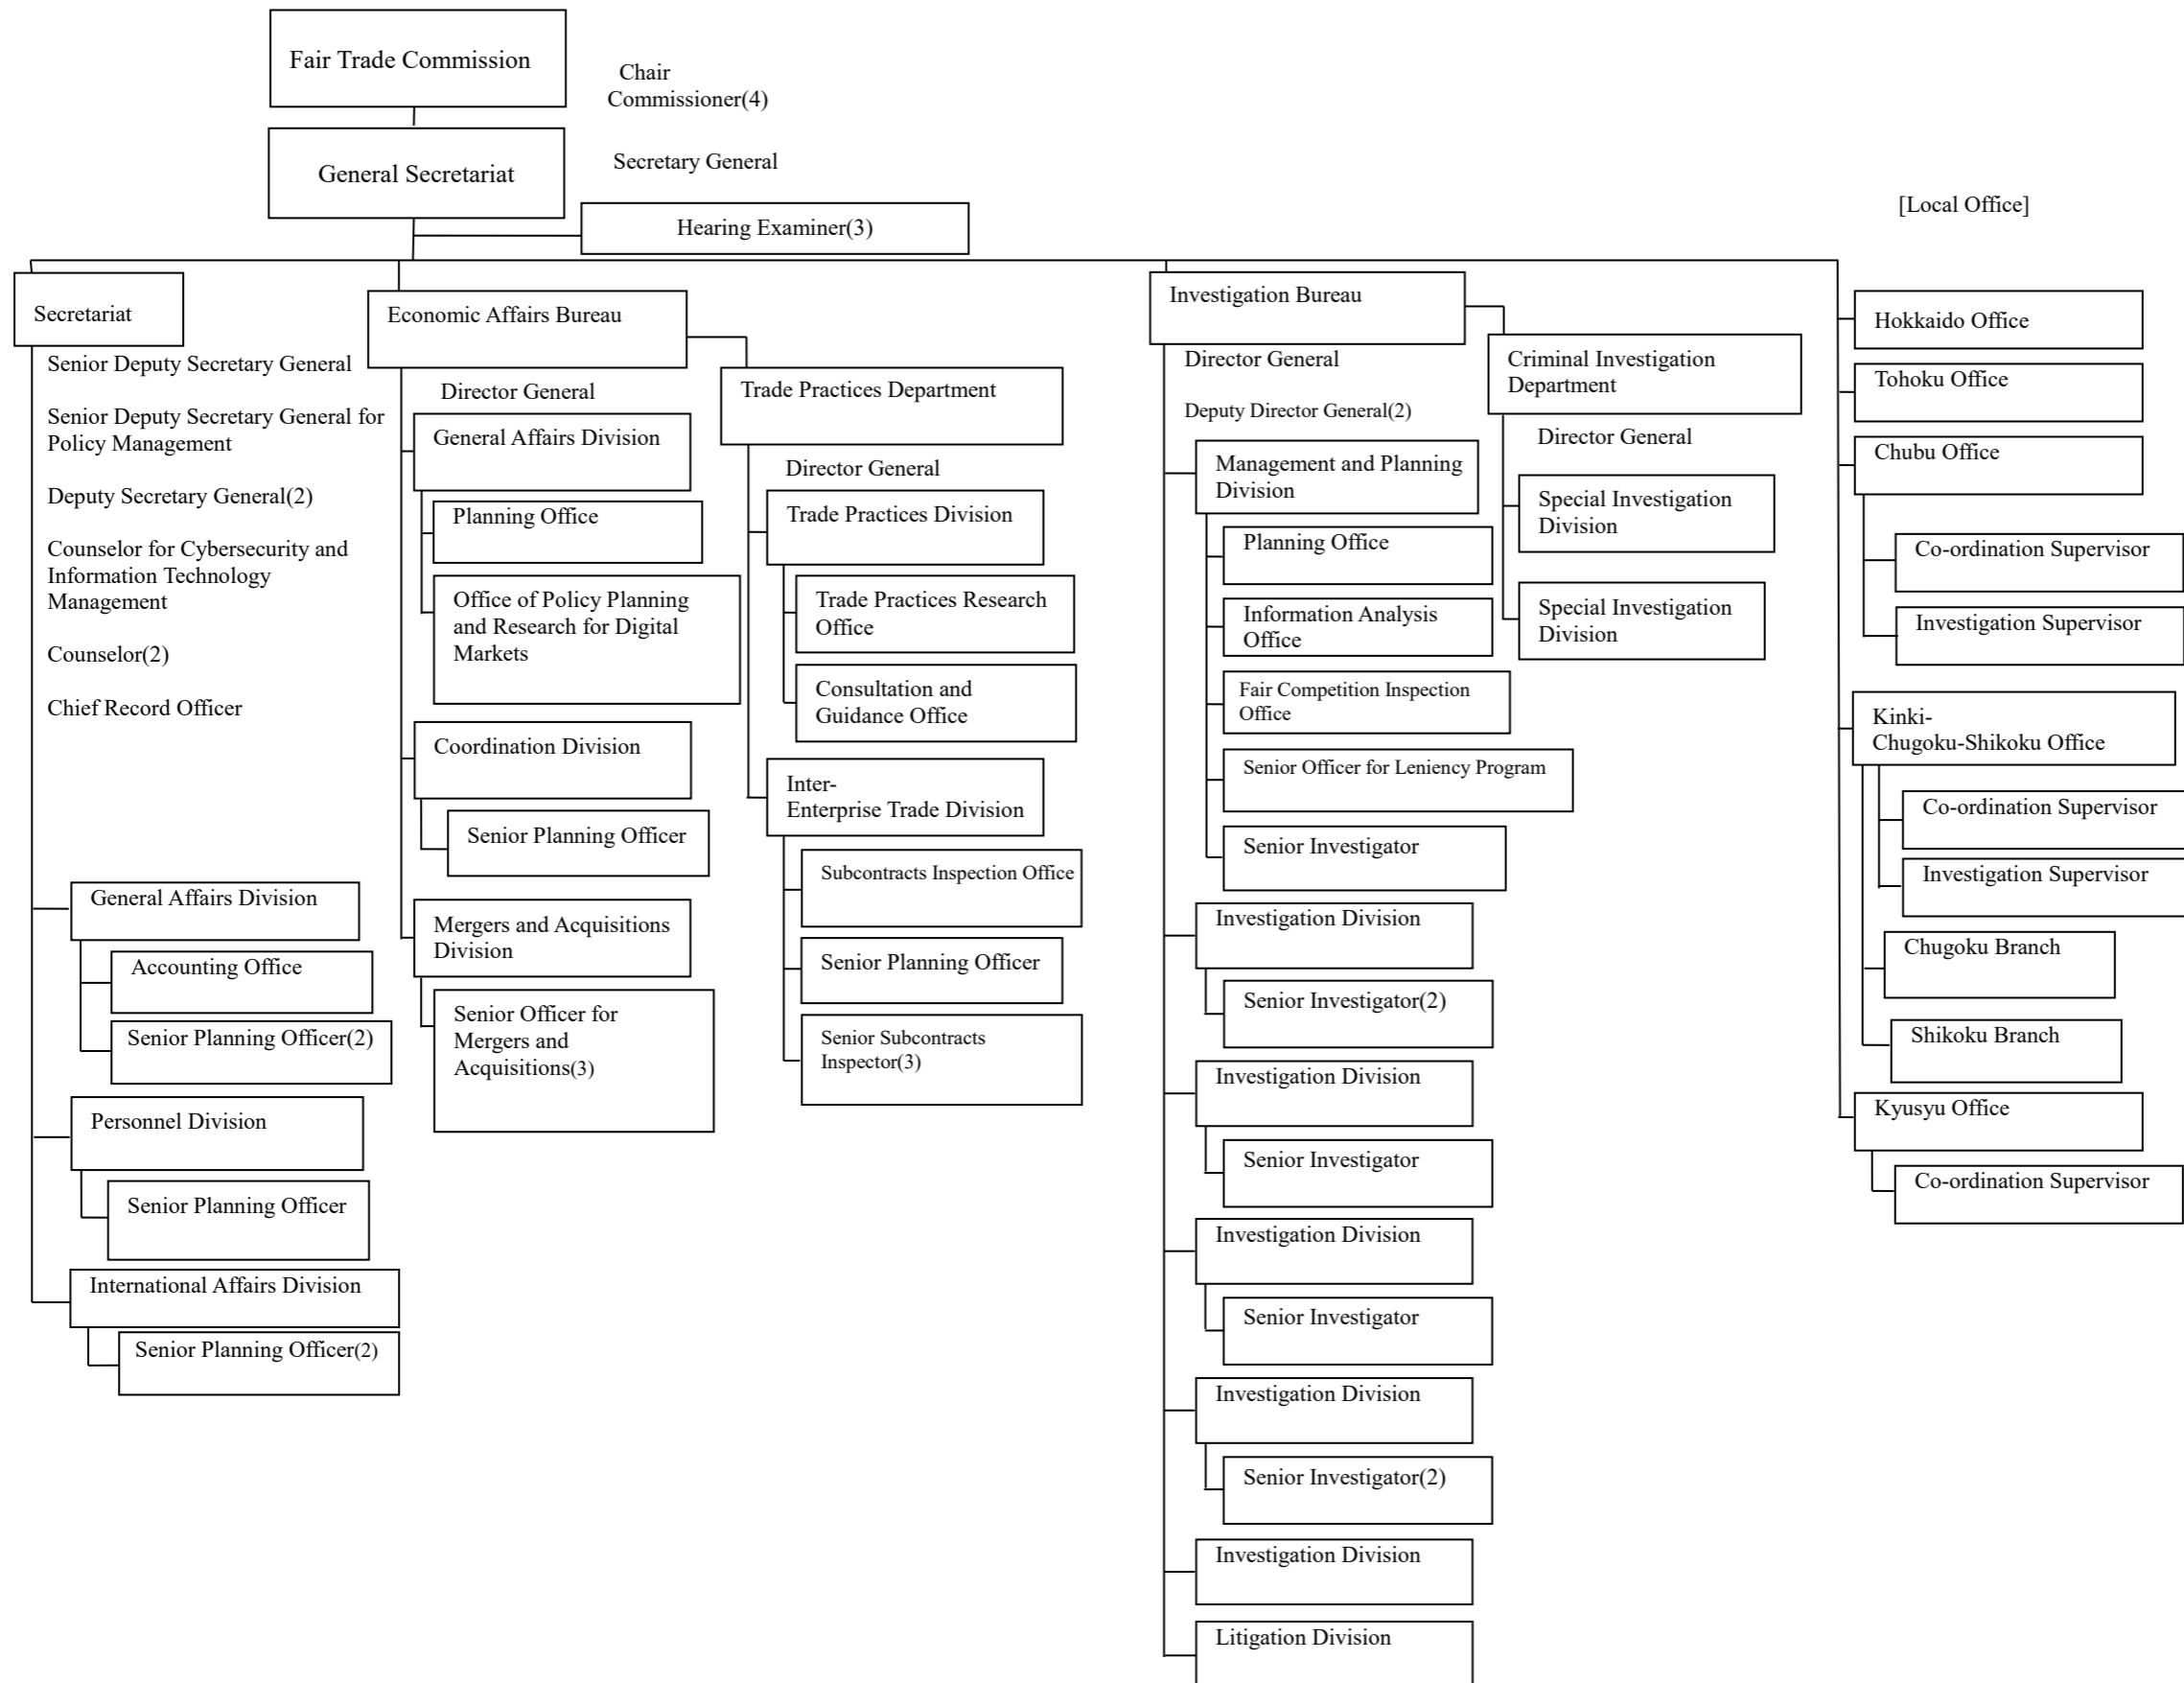 Fair Trade Commission
Chair
Commissioner(4)
General Secretariat
Secretary General
Hearing Examiner(3)
Secretariat
Senior Deputy Secretary General
Senior Deputy Secretary General for
Policy Management
Deputy Secretary General(2)
Counselor for Cybersecurity and
Information Technology
Management
Counselor(2)
Chief Record Officer
General Affairs Division
Accounting Office
Senior Planning Officer(2)
Personnel Division
Senior Planning Officer
International Affairs Division
Senior Planning Officer(2)
Economic Affairs Bureau
Director General
General Affairs Division
Planning Office
Office of Policy Planning
and Research for Digital
Markets
Coordination Division
Senior Planning Officer
Mergers and Acquisitions
Division
Senior Officer for
Mergers and
Acquisitions(3)
Trade Practices Department
Director General
Trade Practices Division
Trade Practices Research
Office
Consultation and
Guidance Office
Inter-
Enterprise Trade Division
Subcontracts Inspection Office
Senior Planning Officer
Senior Subcontracts
Inspector(3)
Investigation Bureau
Director General
Deputy Director General(2)
Management and Planning
Division
Planning Office
Information Analysis
Office
Fair Competition Inspection
Office
Senior Officer for Leniency Program
Senior Investigator
Investigation Division
Senior Investigator(2)
Investigation Division
Senior Investigator
Investigation Division
Senior Investigator
Investigation Division
Senior Investigator(2)
Investigation Division
Litigation Division
Criminal Investigation
Department
Director General
Special Investigation
Division
Special Investigation
Division
[Local Office]
Hokkaido Office
Tohoku Office
Chubu Office
Co-ordination Supervisor
Investigation Supervisor
Kinki-
Chugoku-Shikoku Office
Co-ordination Supervisor
Investigation Supervisor
Chugoku Branch
Shikoku Branch
Kyusyu Office
Co-ordination Supervisor